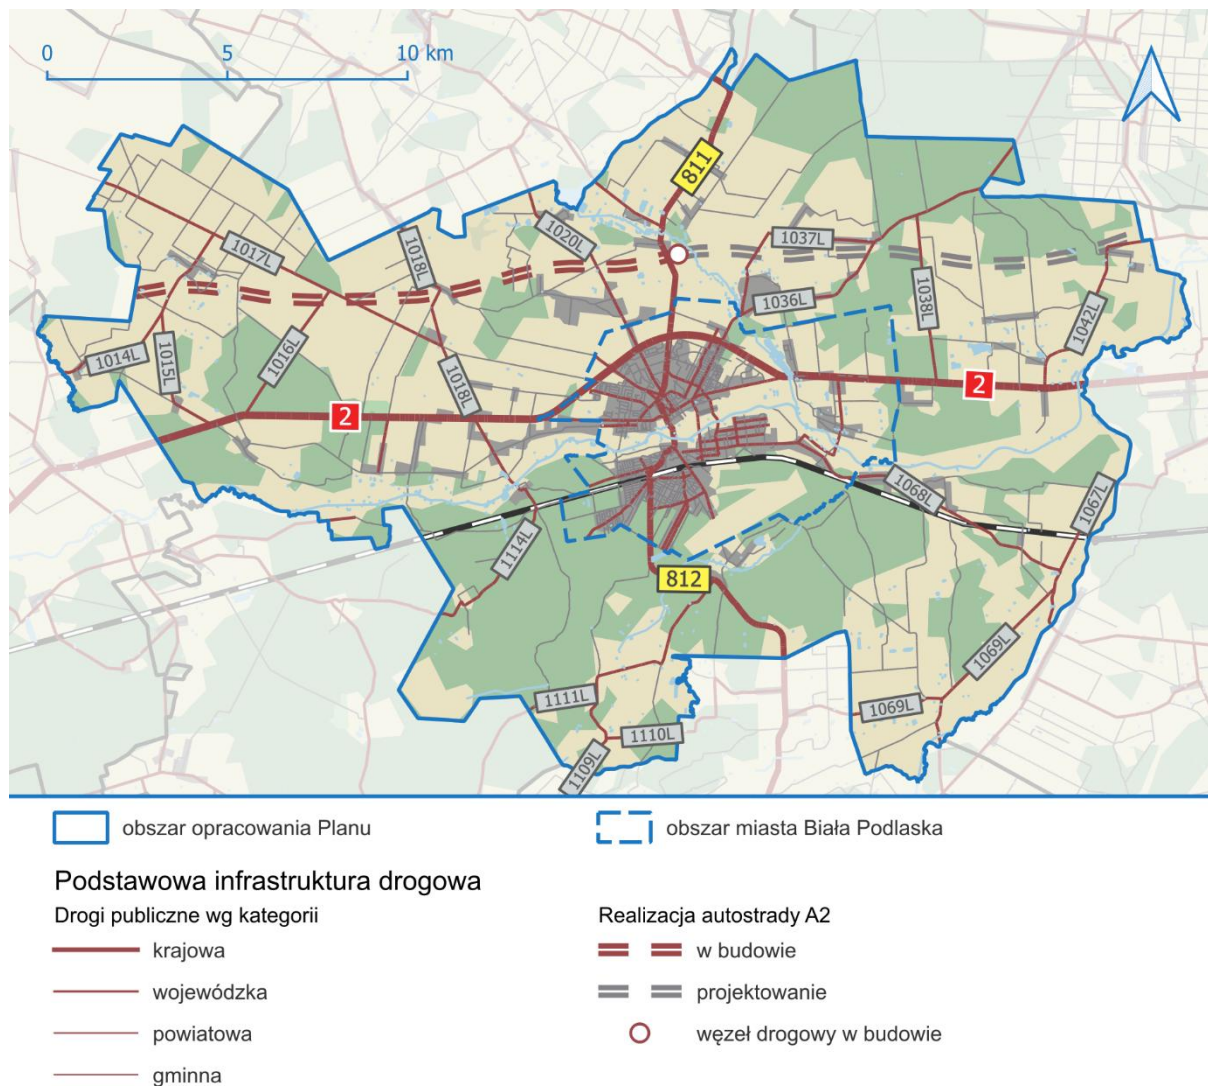 0 5 10 km
811
1017L
1018L
1020L
1037L
1036L
1038L
1042L
1014L
1015L
1016L
1018L
2
2
1114L
1068L
1067L
812
1069L
1069L
1111L
1110L
1109L
obszar opracowania Planu
obszar miasta Biała Podlaska
Podstawowa infrastruktura drogowa
Drogi publiczne wg kategorii
krajowa
wojewódzka
powiatowa
gminna
Realizacja autostrady A2
w budowie
projektowanie
węzeł drogowy w budowie